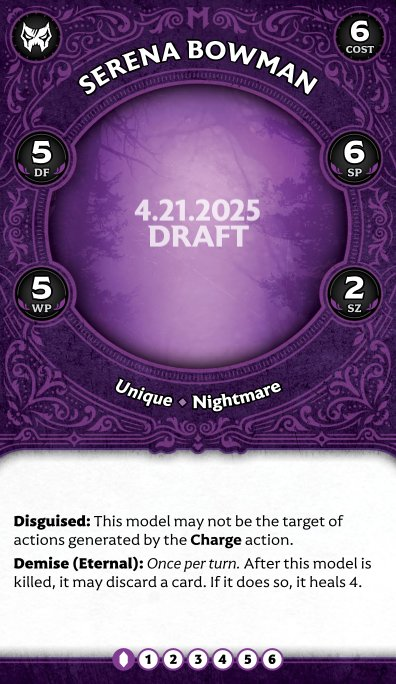 SERENA BOWMAN
6
COST
5
DF
6
SP
4.21.2025
DRAFT
5
WP
2
SZ
Unique ◆ Nightmare
Disguised: This model may not be the target of
actions generated by the Charge action.
Demise (Eternal): Once per turn. After this model is
killed, it may discard a card. If it does so, it heals 4.
1 2 3 4 5 6